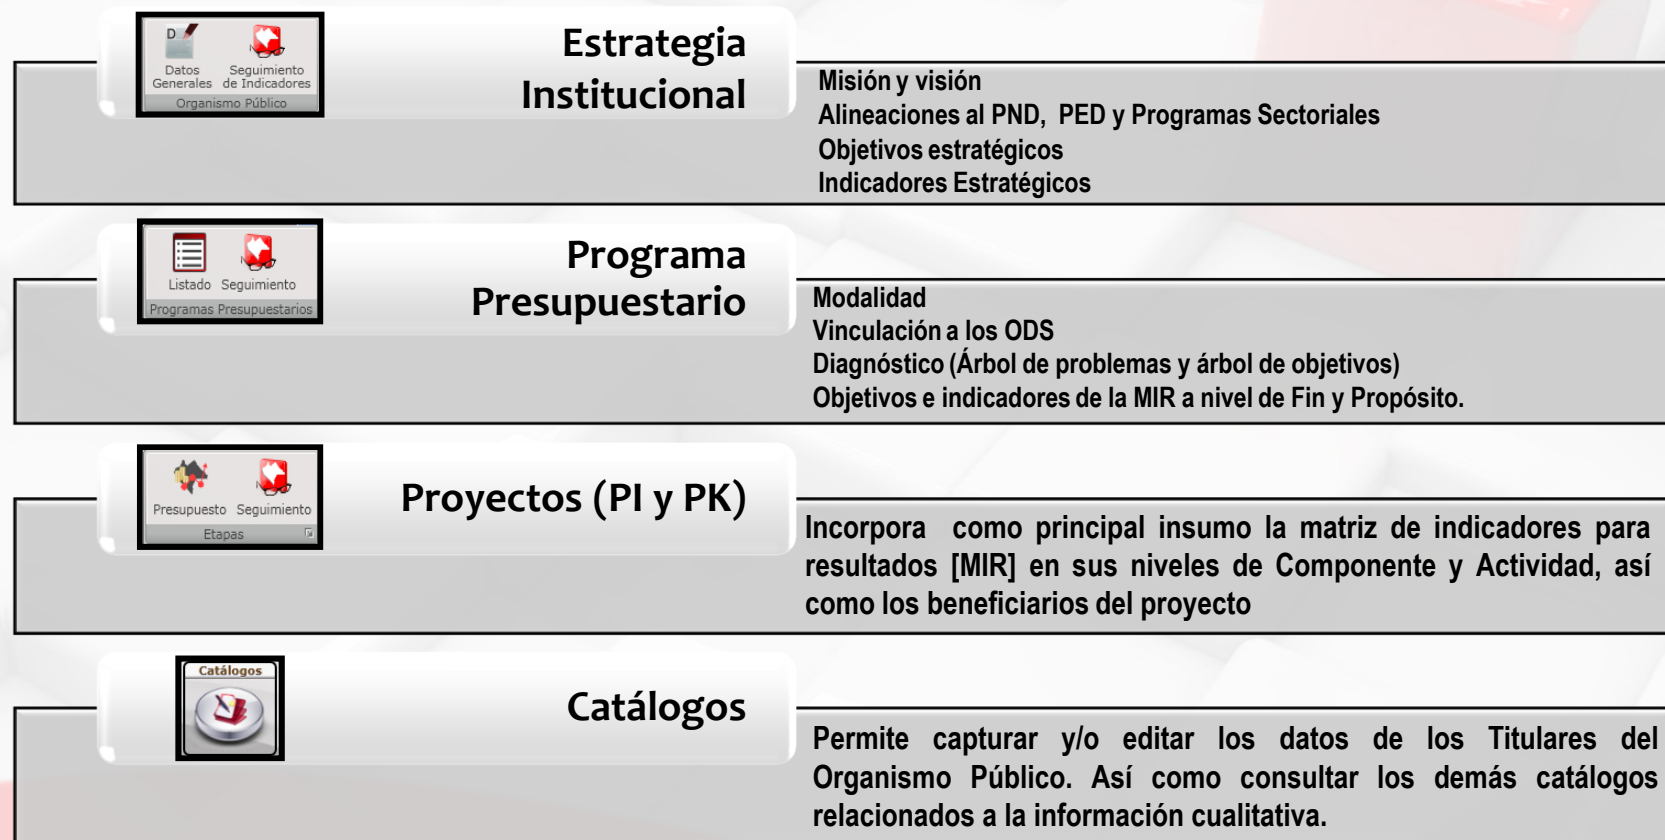 D
Datos Generales
Seguimiento de Indicadores
Organismo Público
Estrategia
Institucional
Misión y visión
Alineaciones al PND, PED y Programas Sectoriales
Objetivos estratégicos
Indicadores Estratégicos
Listado
Seguimiento
Programas Presupuestarios
Programa
Presupuestario
Modalidad
Vinculación a los ODS
Diagnóstico (Árbol de problemas y árbol de objetivos)
Objetivos e indicadores de la MIR a nivel de Fin y Propósito.
Presupuesto
Seguimiento
Etapas
Proyectos (PI y PK)
Incorpora como principal insumo la matriz de indicadores para
resultados [MIR] en sus niveles de Componente y Actividad, así
como los beneficiarios del proyecto
Catálogos
Catálogos
Permite capturar y/o editar los datos de los Titulares del
Organismo Público. Así como consultar los demás catálogos
relacionados a la información cualitativa.